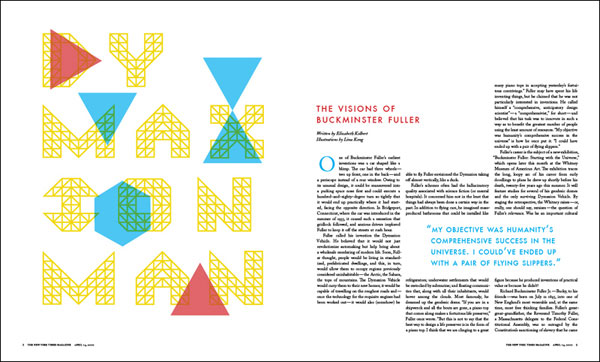 DY
MAX
ION
MAN
THE VISIONS OF
BUCKMINSTER FULLER
Written by Elizabeth Kolbert
Illustrations by Lina Kang
One of Buckminster Fuller's earliest
inventions was a car shaped like a
blimp. The car had three wheels—
two up front, one in the back—and
a periscope instead of a rear window. Owing to
its unusual design, it could be maneuvered into
a parking space nose first and could execute a
hundred-and-eighty-degree turn so tightly that
it would end up practically where it had start-
ed, facing the opposite direction. In Bridgeport,
Connecticut, where the car was introduced in the
summer of 1933, it caused such a sensation that
gridlock followed, and anxious drivers implored
Fuller to keep it off the streets at rush hour.
Fuller called his invention the Dymaxion
Vehicle. He believed that it would not just
revolutionize automaking but help bring about
a wholesale reordering of modern life. Soon, Full-
er thought, people would be living in standard-
ized, prefabricated dwellings, and this, in turn,
would allow them to occupy regions previously
considered uninhabitable—the Arctic, the Sahara,
the tops of mountains. The Dymaxion Vehicle
would carry them to their new homes; it would be
capable of travelling on the roughest roads and—
once the technology for the requisite engines had
been worked out—it would also (somehow) be
able to fly. Fuller envisioned the Dymaxion taking
off almost vertically, like a duck.
Fuller's schemes often had the hallucinatory
quality associated with science fiction (or mental
hospitals). It concerned him not in the least that
things had always been done a certain way in the
past. In addition to flying cars, he imagined mass-
produced bathrooms that could be installed like
refrigerators; underwater settlements that would
be restocked by submarine; and floating communi-
ties that, along with all their inhabitants, would
hover among the clouds. Most famously, he
dreamed up the geodesic dome. "If you are in a
shipwreck and all the boats are gone, a piano top
that comes along makes a fortuitous life preserver,"
Fuller once wrote. "But this is not to say that the
best way to design a life preserver is in the form of
a piano top. I think that we are clinging to a great
many piano tops in accepting yesterday's fortui-
tous contrivings." Fuller may have spent his life
inventing things, but he claimed that he was not
particularly interested in inventions. He called
himself a "comprehensive, anticipatory design
scientist"—a "comprehensivist," for short—and
believed that his task was to innovate in such a
way as to benefit the greatest number of people
using the least amount of resources. "My objective
was humanity's comprehensive success in the
universe" is how he once put it. "I could have
ended up with a pair of flying slippers."
Fuller's career is the subject of a new exhibition,
"Buckminster Fuller: Starting with the Universe,"
which opens later this month at the Whitney
Museum of American Art. The exhibition traces
the long, loopy arc of his career from early
doodlings to plans he drew up shortly before his
death, twenty-five years ago this summer. It will
feature studies for several of his geodesic domes
and the only surviving Dymaxion Vehicle. By
staging the retrospective, the Whitney raises—or,
really, one should say, restates—the question of
Fuller's relevance. Was he an important cultural
"MY OBJECTIVE WAS HUMANITY'S
COMPREHENSIVE SUCCESS IN THE
UNIVERSE. I COULD'VE ENDED UP
WITH A PAIR OF FLYING SLIPPERS."
figure because he produced inventions of practical
value or because he didn't?
Richard Buckminster Fuller, Jr.—Bucky, to his
friends—was born on July 12, 1895, into one of
New England's most venerable and, at the same
time, most free thinking families. Fuller's great-
great-grandfather, the Reverend Timothy Fuller,
a Massachusetts delegate to the Federal Consti-
tutional Assembly, was so outraged by the
Constitution's sanctioning of slavery that he came
THE NEW YORK TIMES MAGAZINE
THE NEW YORK TIMES MAGAZINE